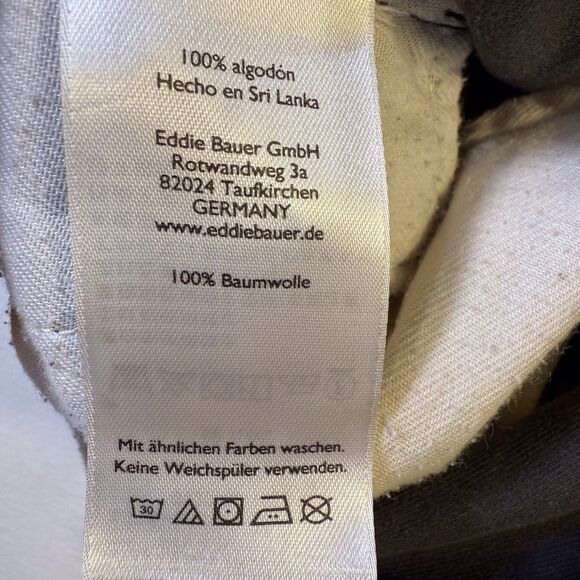 100% algodón
Hecho en Sri Lanka
Eddie Bauer GmbH
Rotwandweg 3a
82024 Taufkirchen
GERMANY
www.eddiebauer.de
100% Baumwolle
Mit ähnlichen Farben waschen.
Keine Weichspüler verwenden.
30